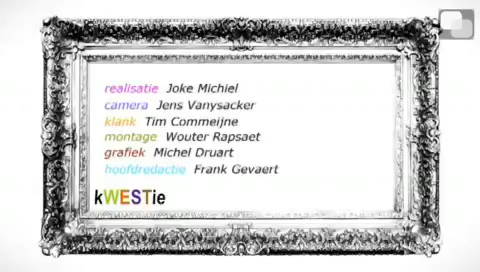 realisatie Joke Michiel
camera Jens Vanysacker
klank Tim Commeijne
montage Wouter Rapsaet
grafiek Michel Druart
hoofdredactie Frank Gevaert
kWESTie